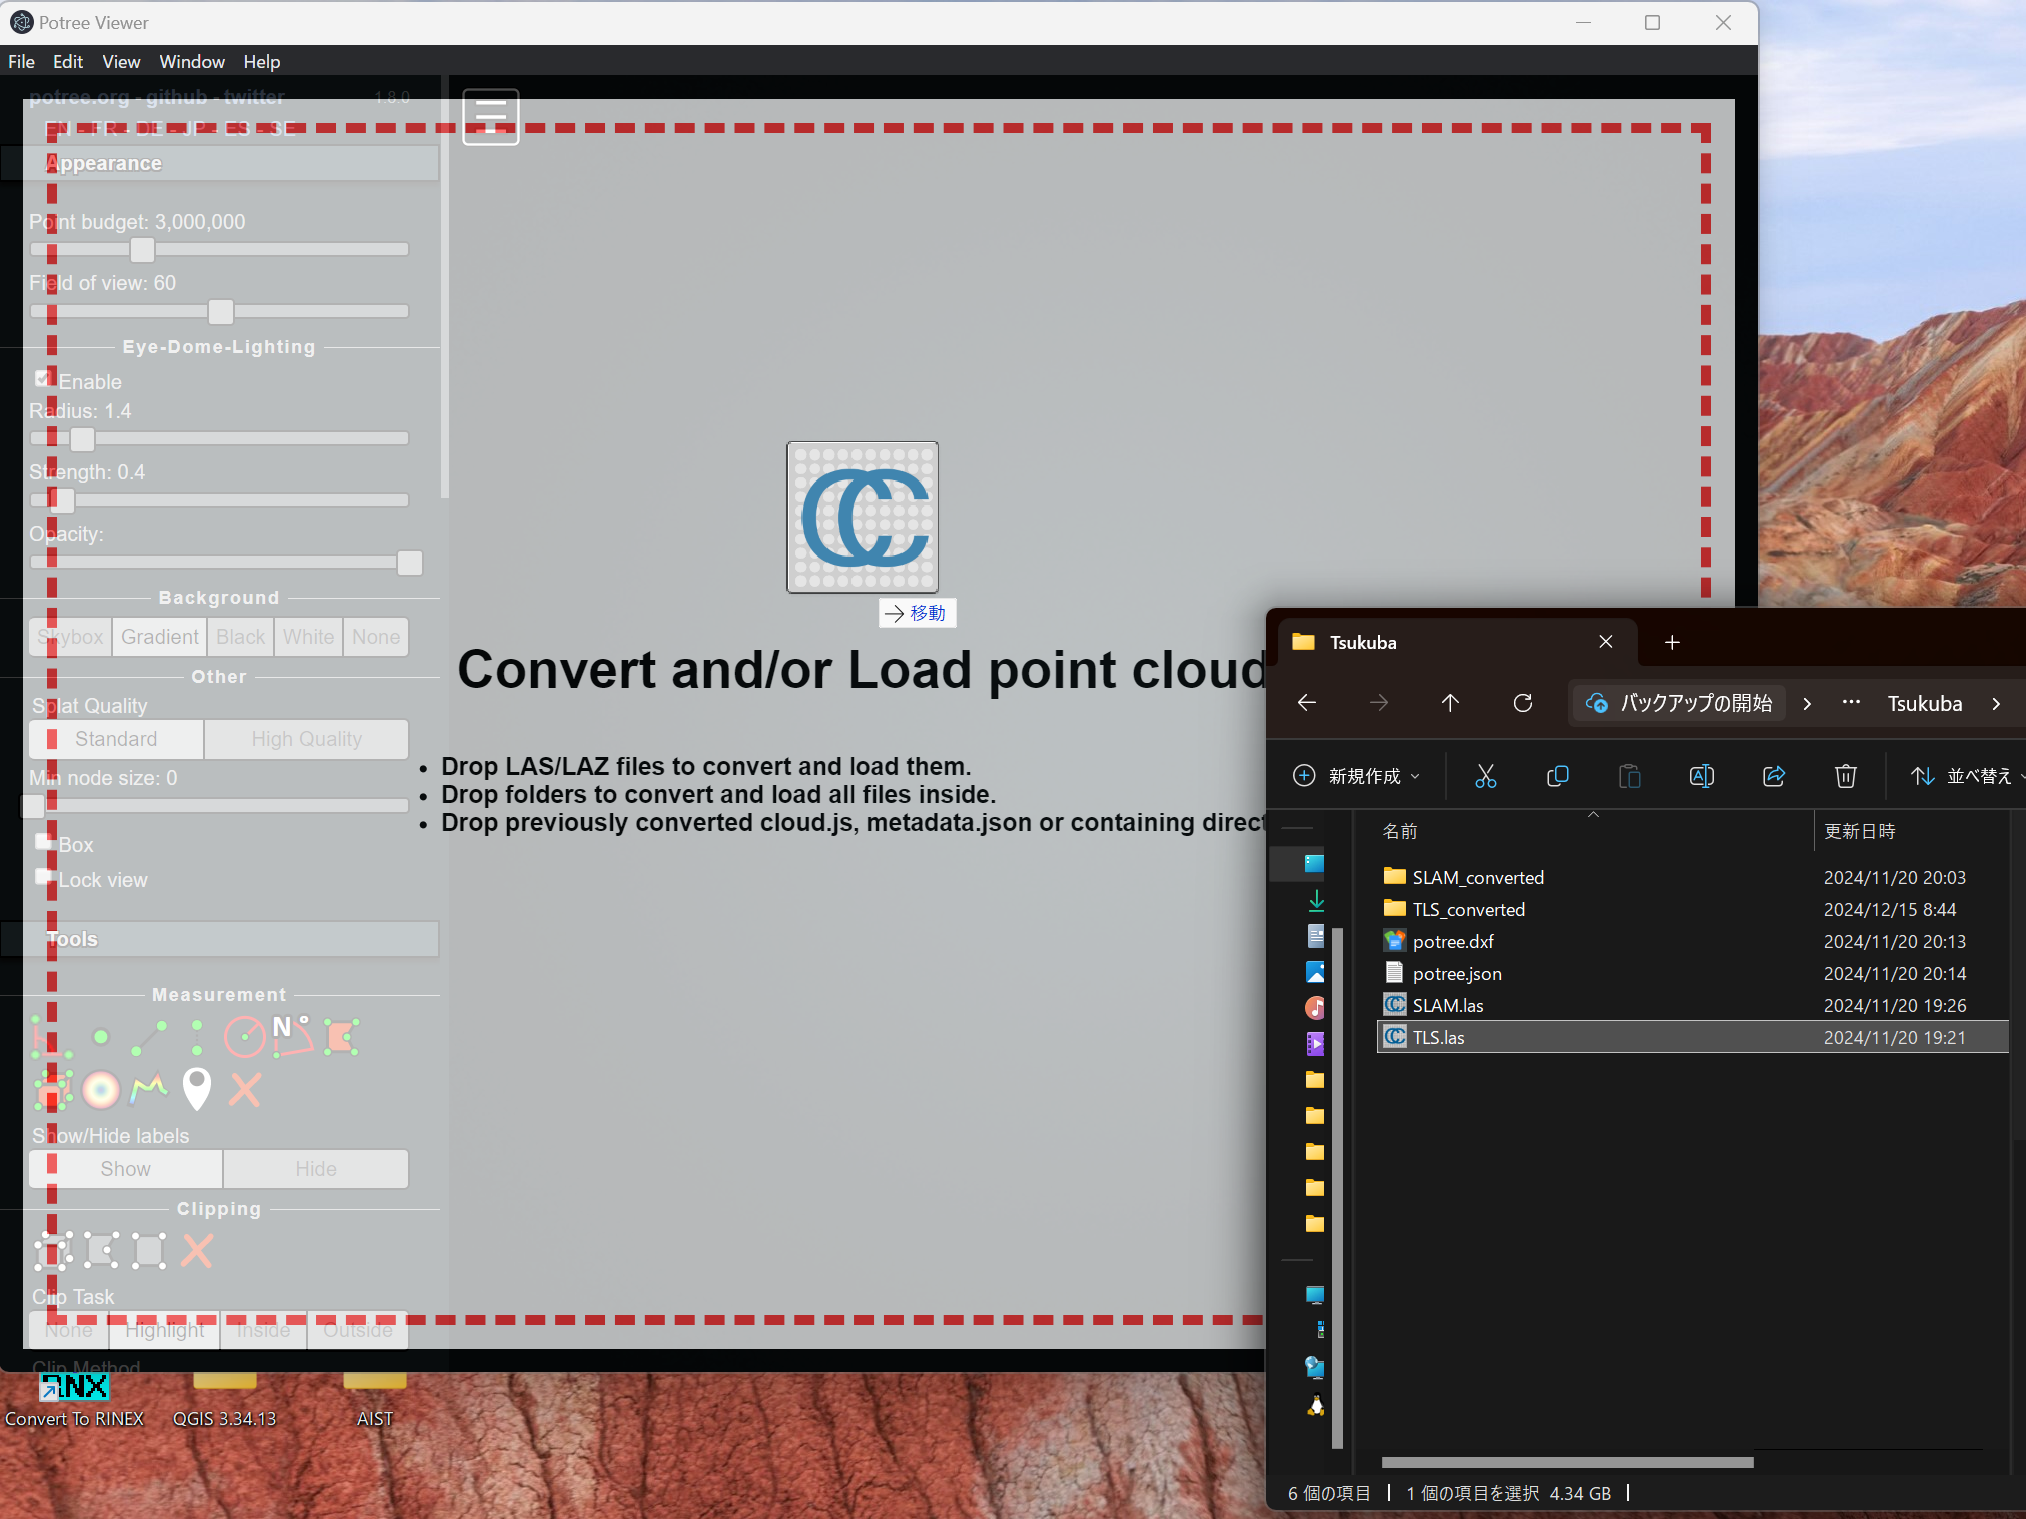 Potree Viewer
File Edit View Window Help
potree.org - github - twitter 1.8.0
EN - FR - DE - JP - ES - SE
Appearance
Point budget: 3,000,000
Field of view: 60
Eye-Dome-Lighting
Enable
Radius: 1.4
Strength: 0.4
Opacity:
Background
Skybox Gradient Black White None
Other
Splat Quality
Standard High Quality
Min node size: 0
Box
Lock view
Tools
Measurement
N°
Show/Hide labels
Show Hide
Clipping
Clip Task
None Highlight Inside Outside
Clip Method
CC
移動
Convert and/or Load point cloud
• Drop LAS/LAZ files to convert and load them.
• Drop folders to convert and load all files inside.
• Drop previously converted cloud.js, metadata.json or containing direct
Tsukuba
バックアップの開始 > … Tsukuba >
新規作成 並べ替え
名前 更新日時
SLAM_converted 2024/11/20 20:03
TLS_converted 2024/12/15 8:44
potree.dxf 2024/11/20 20:13
potree.json 2024/11/20 20:14
SLAM.las 2024/11/20 19:26
TLS.las 2024/11/20 19:21
6 個の項目 1 個の項目を選択 4.34 GB
Convert To RINEX QGIS 3.34.13 AIST